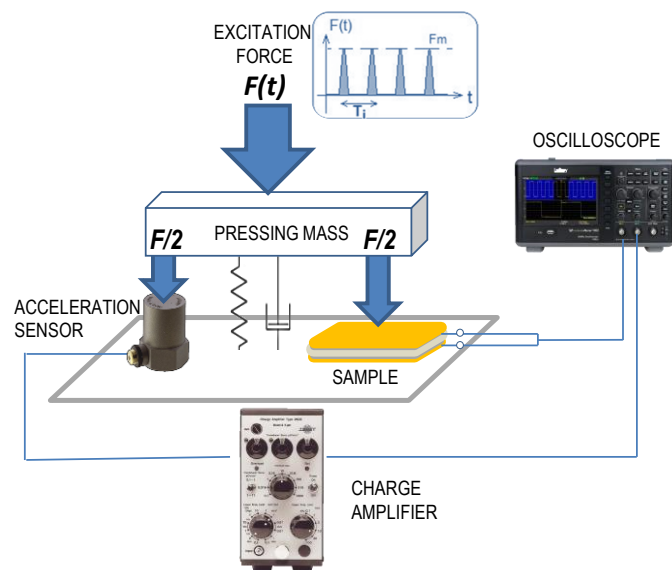 EXCITATION
FORCE
F(t)
F(t)
Fm
t
Ti
OSCILLOSCOPE
F/2
PRESSING MASS
F/2
ACCELERATION
SENSOR
SAMPLE
CHARGE
AMPLIFIER